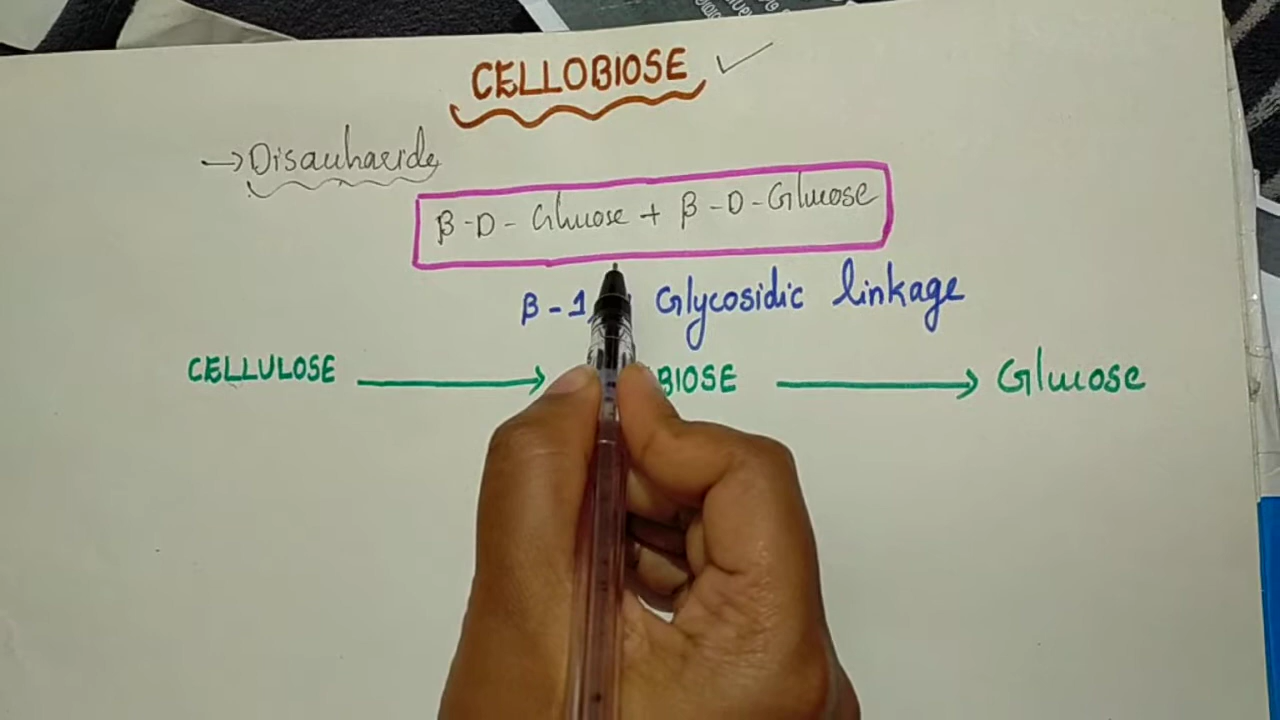 CELLOBIOSE
→ Disaccharide
β-D-Glucose + β-D-Glucose
β-1, Glycosidic linkage
CELLULOSE → BIOSE → Glucose